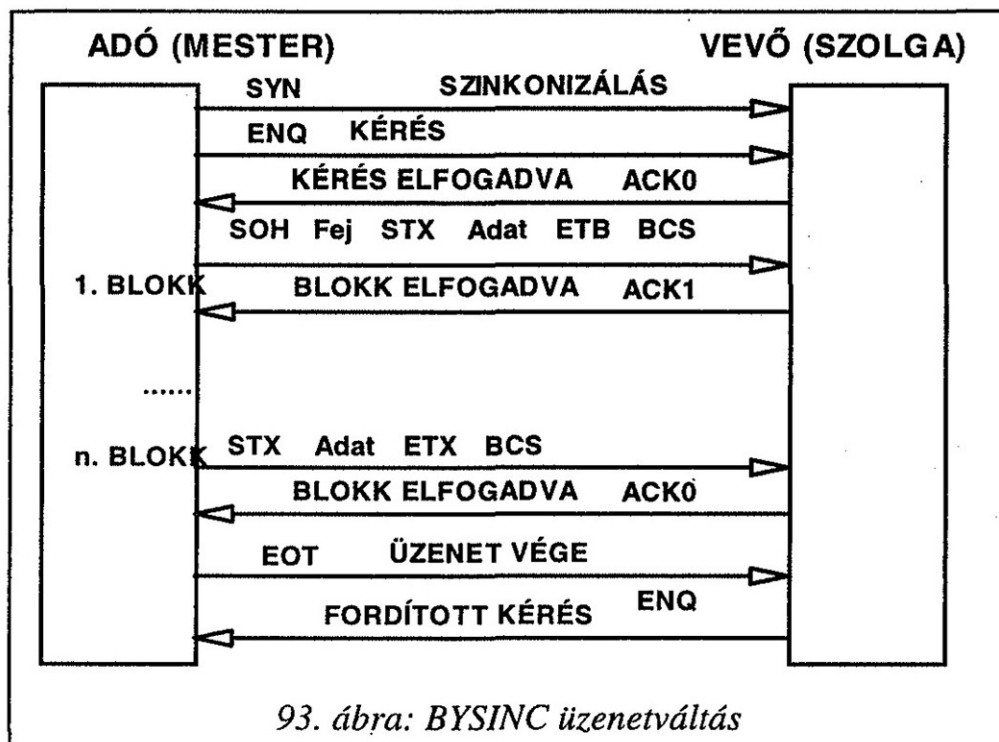 ADÓ (MESTER) VEVŐ (SZOLGA)
SYN SZINKONIZÁLÁS
ENQ KÉRÉS
KÉRÉS ELFOGADVA ACK0
SOH Fej STX Adat ETB BCS
1. BLOKK BLOKK ELFOGADVA ACK1
......
n. BLOKK STX Adat ETX BCS
BLOKK ELFOGADVA ACK0
EOT ÜZENET VÉGE
FORDÍTOTT KÉRÉS ENQ
93. ábra: BYSINC üzenetváltás